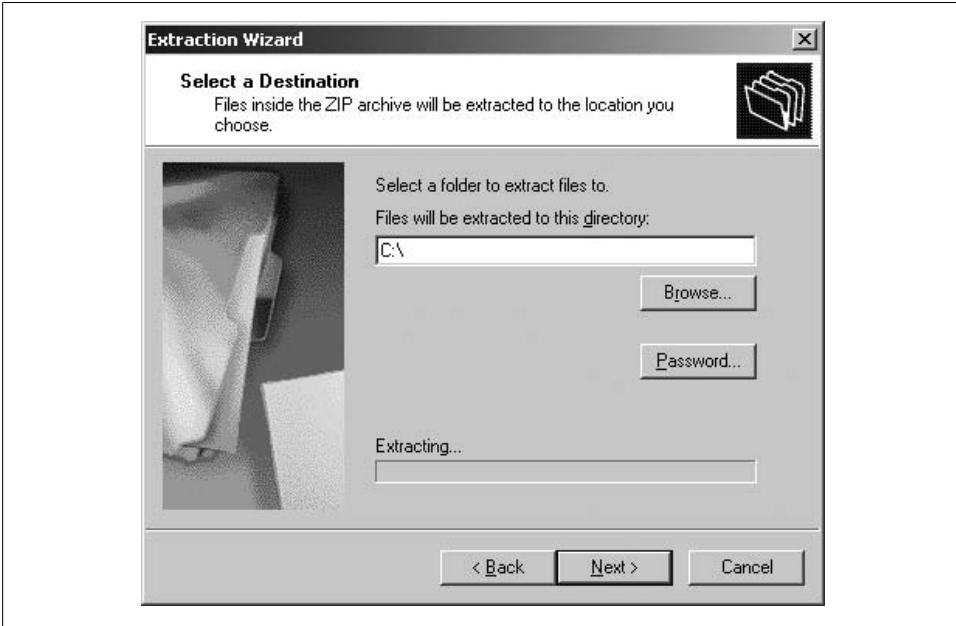 Extraction Wizard
Select a Destination
Files inside the ZIP archive will be extracted to the location you
choose.
Select a folder to extract files to.
Files will be extracted to this directory:
C:\
Browse...
Password...
Extracting...
< Back
Next >
Cancel